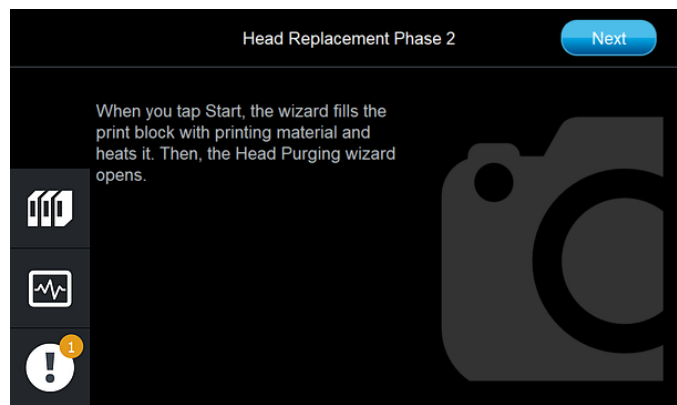 Head Replacement Phase 2
Next
When you tap Start, the wizard fills the
print block with printing material and
heats it. Then, the Head Purging wizard
opens.
1